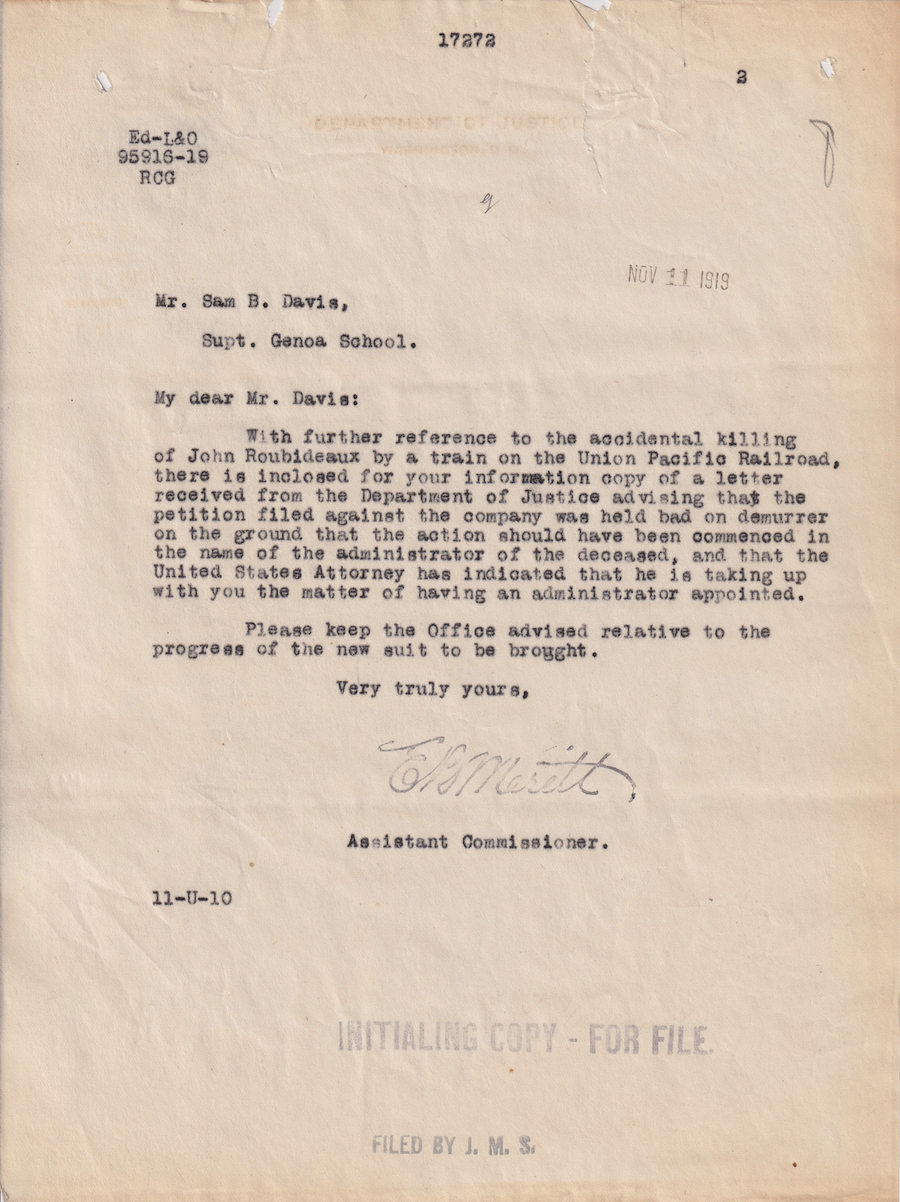 17272
2
Ed-L&O
95916-19
RCG
NOV 11 1919
Mr. Sam B. Davis,
Supt. Genoa School.
My dear Mr. Davis:
With further reference to the accidental killing
of John Roubideaux by a train on the Union Pacific Railroad,
there is inclosed for your information copy of a letter
received from the Department of Justice advising that the
petition filed against the company was held bad on demurrer
on the ground that the action should have been commenced in
the name of the administrator of the deceased, and that the
United States Attorney has indicated that he is taking up
with you the matter of having an administrator appointed.
Please keep the Office advised relative to the
progress of the new suit to be brought.
Very truly yours,
E B Meritt
Assistant Commissioner.
11-U-10
INITIALING COPY - FOR FILE.
FILED BY J. M. S.